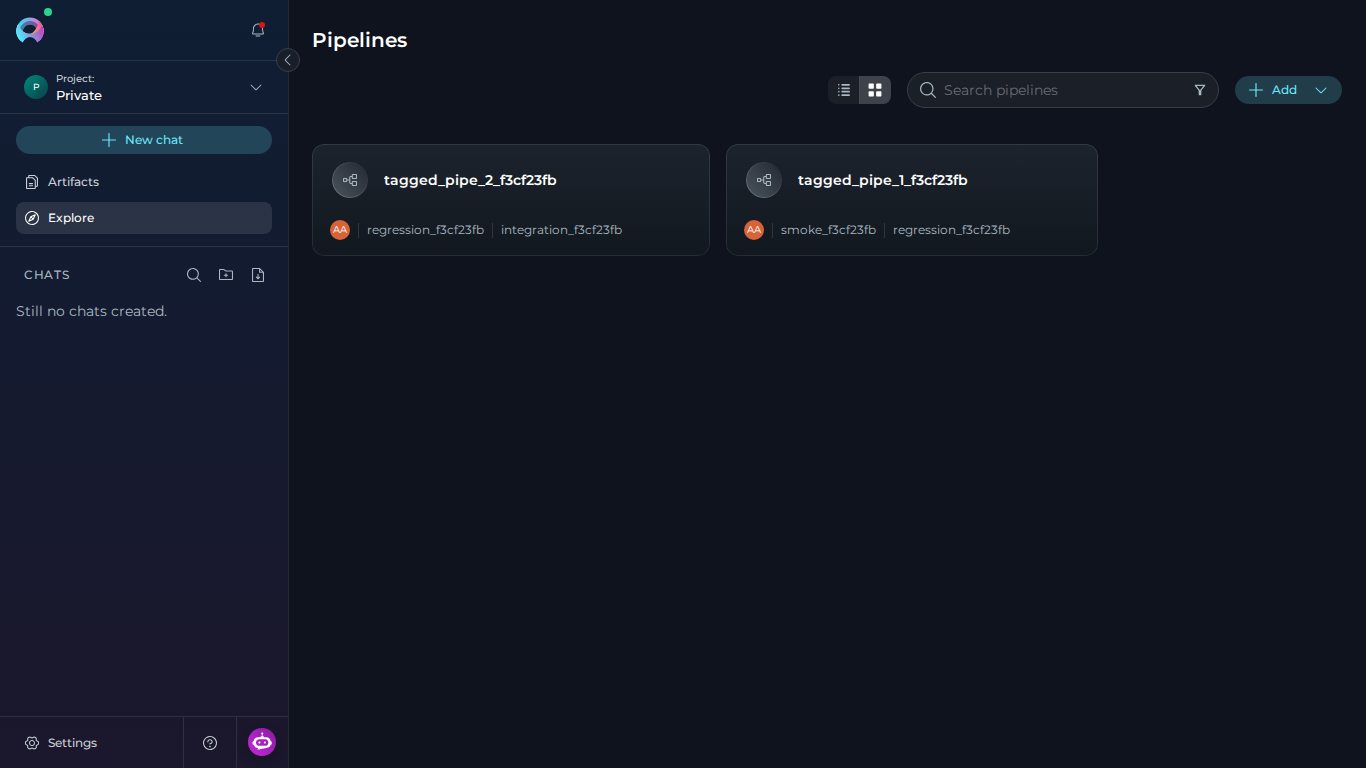 Pipelines
P
Project:
Private
New chat
Artifacts
Explore
CHATS
Still no chats created.
Settings
Search pipelines
Add
tagged_pipe_2_f3cf23fb
AA
regression_f3cf23fb
integration_f3cf23fb
tagged_pipe_1_f3cf23fb
AA
smoke_f3cf23fb
regression_f3cf23fb